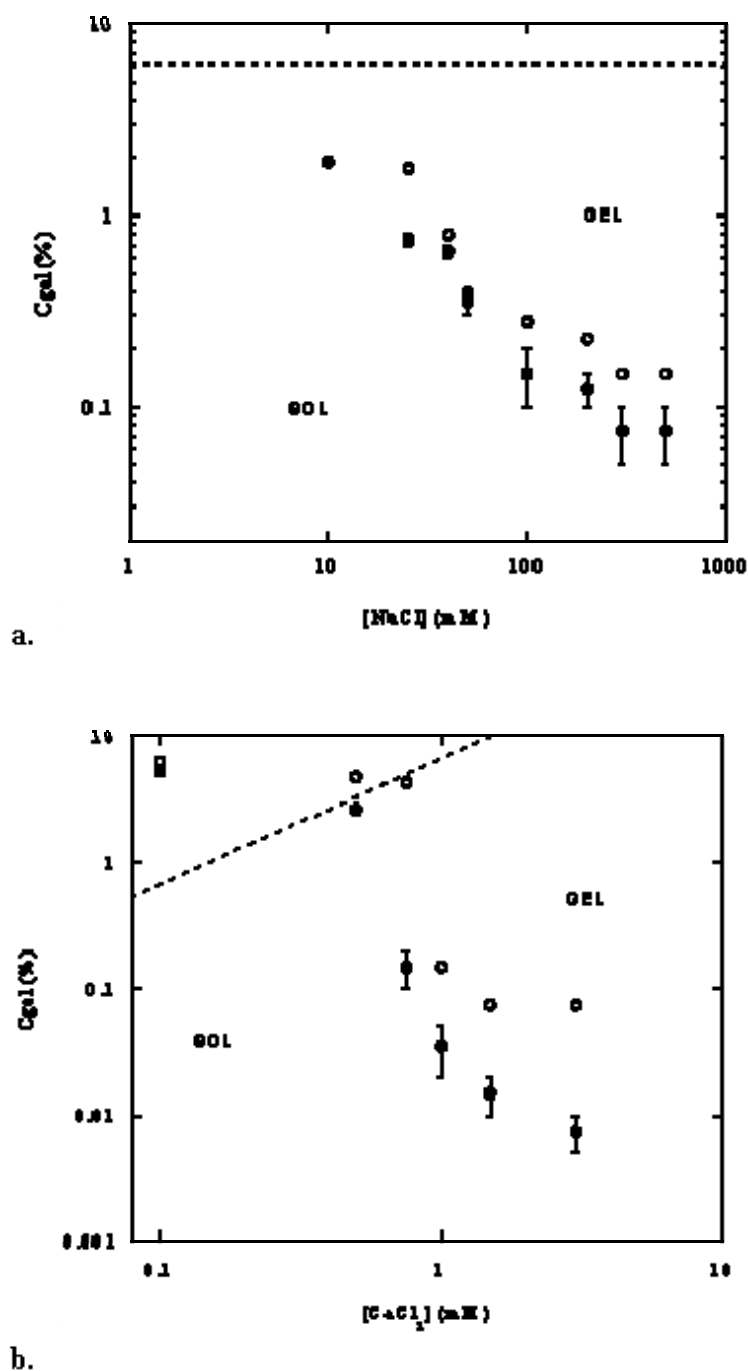 10
1
0.1
Cgel(%)
GEL
SOL
1 10 100 1000
[NaCl](mM)
a.
10
1
0.1
0.01
0.001
Cgel(%)
GEL
SOL
0.1 1 10
[CaCl2](mM)
b.